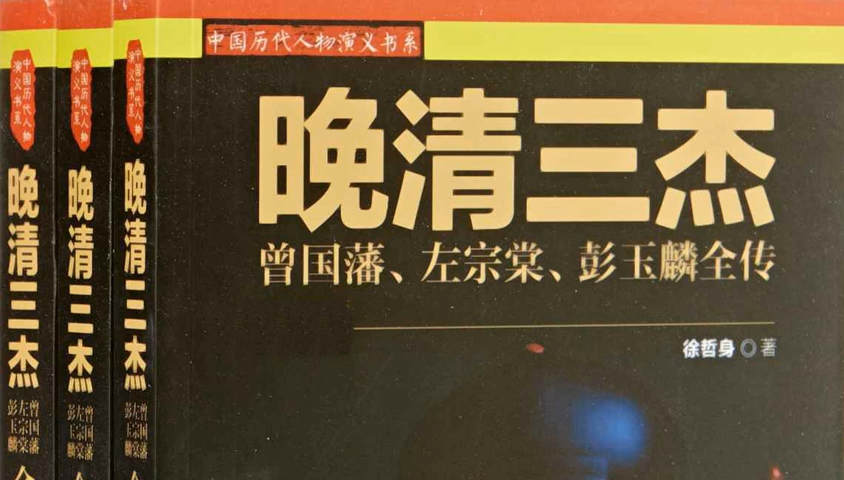 中国历代人物演义书系
晚清三杰
曾国藩、左宗棠、彭玉麟全传
徐哲身◎著
中国历代人物
演义书系
晚清三杰
曾国藩
左宗棠
彭玉麟
中国历代人物
演义书系
晚清三杰
曾国藩
左宗棠
彭玉麟
中国历代人物
演义书系
晚清三杰
曾国藩
左宗棠
彭玉麟